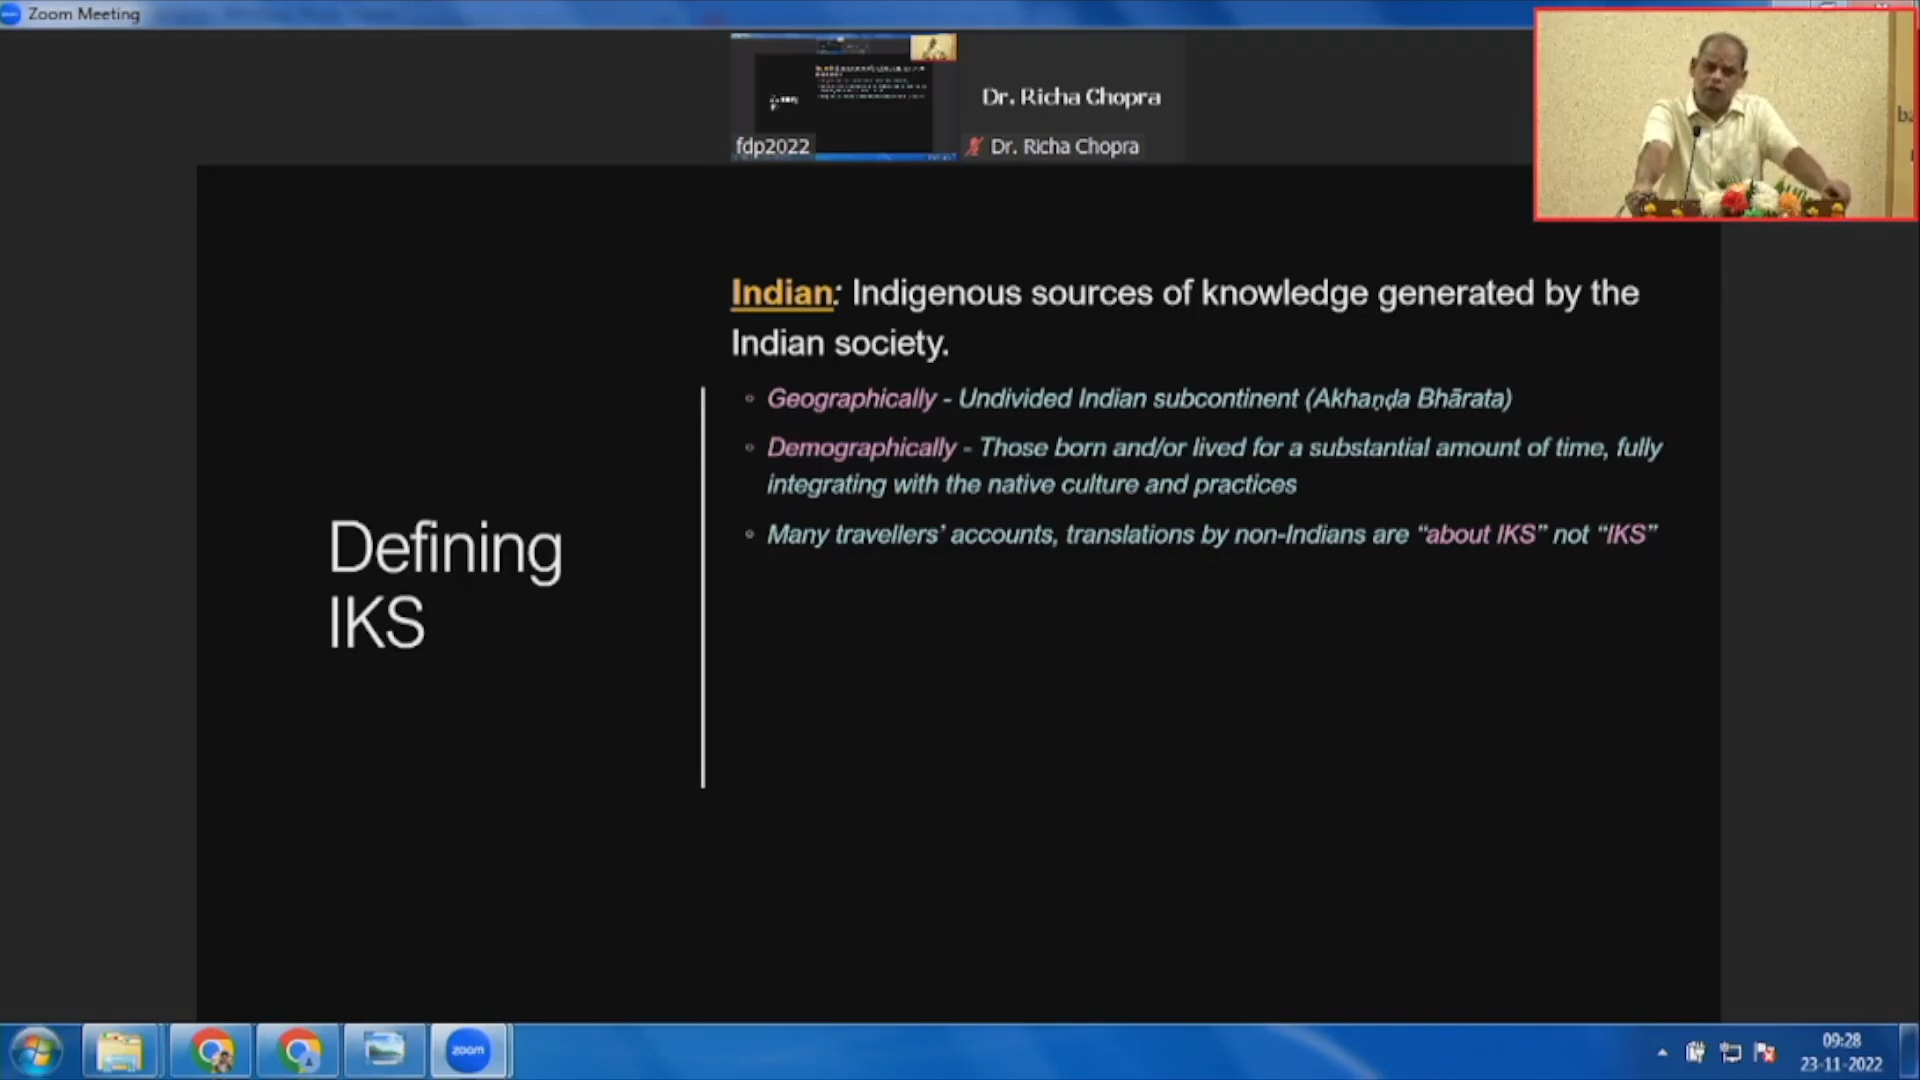 Zoom Meeting
fdp2022
Dr. Richa Chopra
Dr. Richa Chopra
Indian: Indigenous sources of knowledge generated by the
Indian society.
◦ Geographically - Undivided Indian subcontinent (Akhaṇḍa Bhārata)
◦ Demographically - Those born and/or lived for a substantial amount of time, fully
integrating with the native culture and practices
◦ Many travellers’ accounts, translations by non-Indians are “about IKS” not “IKS”
Defining
IKS
zoom
09:28
23-11-2022